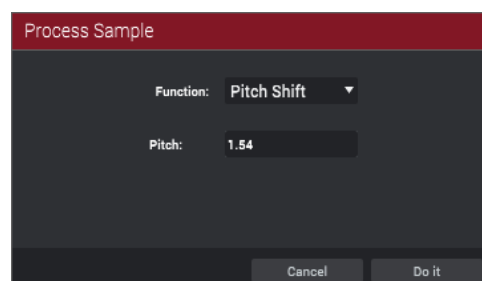 Process Sample
Function: Pitch Shift
Pitch: 1.54
Cancel Do it